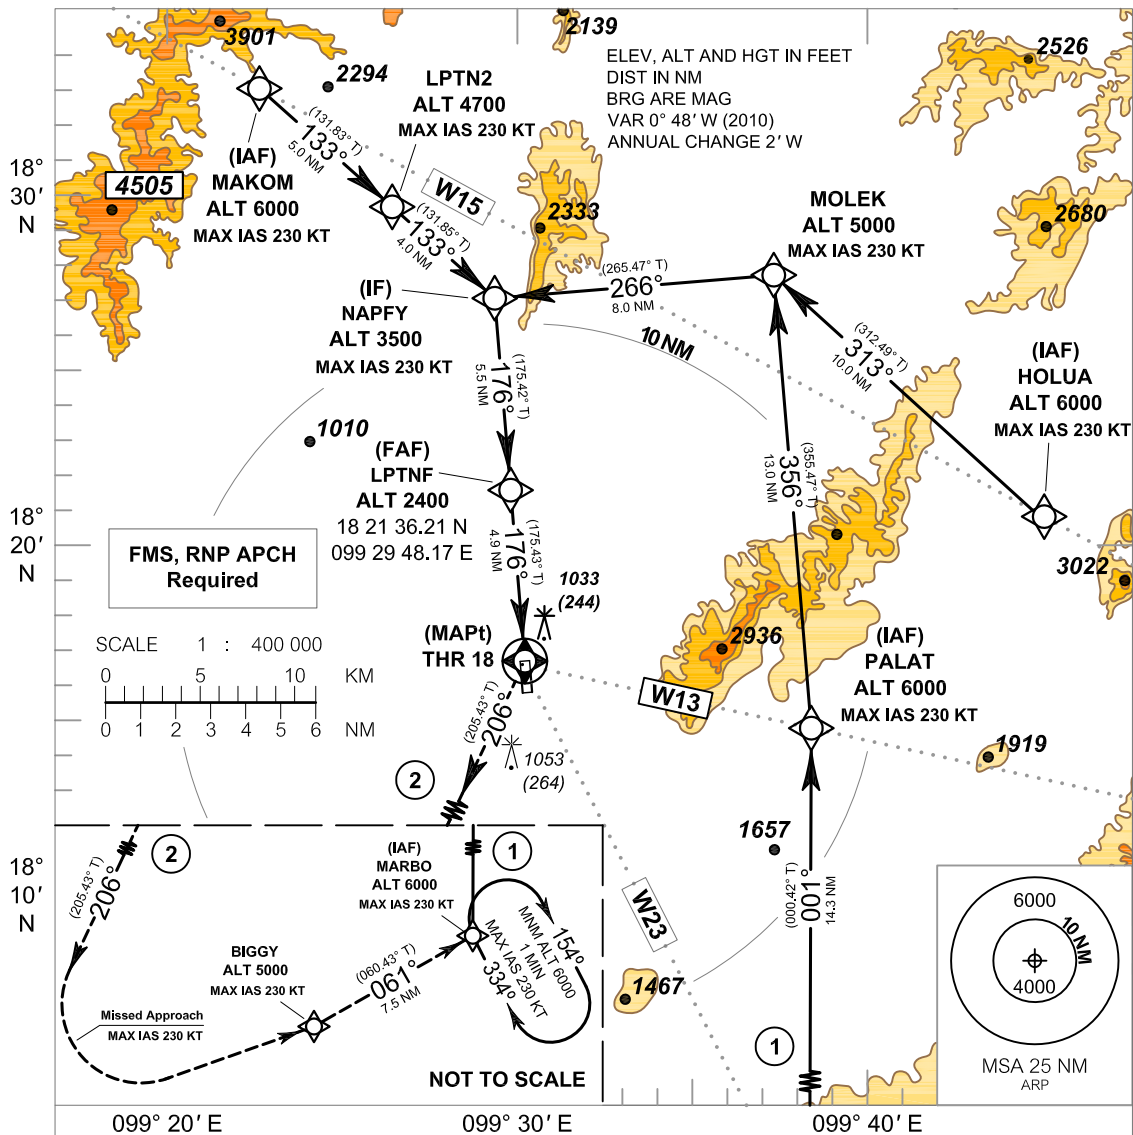 3901
2294
2139
ELEV, ALT AND HGT IN FEET
DIST IN NM
BRG ARE MAG
VAR 0° 48′ W (2010)
ANNUAL CHANGE 2′ W
2526
LPTN2
ALT 4700
MAX IAS 230 KT
(131.83° T)
133°
5.0 NM
(IAF)
MAKOM
ALT 6000
MAX IAS 230 KT
18°
30′
N
4505
W15
2333
(131.85° T)
133°
4.0 NM
MOLEK
ALT 5000
MAX IAS 230 KT
2680
(265.47° T)
266°
8.0 NM
(IF)
NAPFY
ALT 3500
MAX IAS 230 KT
10 NM
(312.49° T)
313°
10.0 NM
(IAF)
HOLUA
ALT 6000
MAX IAS 230 KT
(175.42° T)
176°
5.5 NM
1010
(FAF)
LPTNF
ALT 2400
18 21 36.21 N
099 29 48.17 E
(355.47° T)
356°
13.0 NM
18°
20′
N
FMS, RNP APCH
Required
(175.43° T)
176°
4.9 NM
3022
1033
(244)
SCALE 1 : 400 000
0 5 10 KM
0 1 2 3 4 5 6 NM
(MAPt)
THR 18
2936
(IAF)
PALAT
ALT 6000
MAX IAS 230 KT
W13
(205.43° T)
206°
1053
(264)
1919
2
1657
18°
10′
N
2
(205.43° T)
206°
(IAF)
MARBO
ALT 6000
MAX IAS 230 KT
1
154°
MNM ALT 6000
1 MIN
MAX IAS 230 KT
334°
W23
(000.42° T)
001°
14.3 NM
6000
10 NM
4000
BIGGY
ALT 5000
MAX IAS 230 KT
(060.43° T)
061°
7.5 NM
1467
Missed Approach
MAX IAS 230 KT
1
MSA 25 NM
ARP
NOT TO SCALE
099° 20′ E
099° 30′ E
099° 40′ E